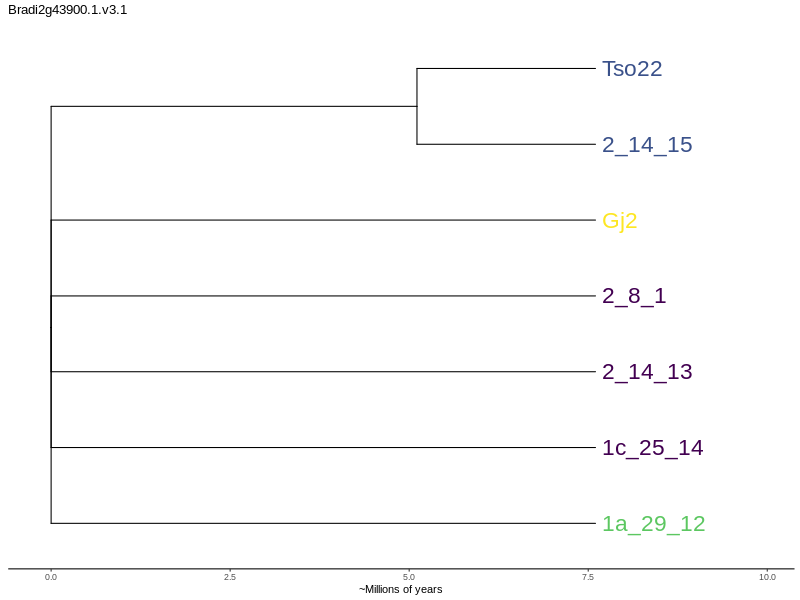 Bradi2g43900.1.v3.1
Tso22
2_14_15
Gj2
2_8_1
2_14_13
1c_25_14
1a_29_12
0.0 2.5 5.0 7.5 10.0
~Millions of years